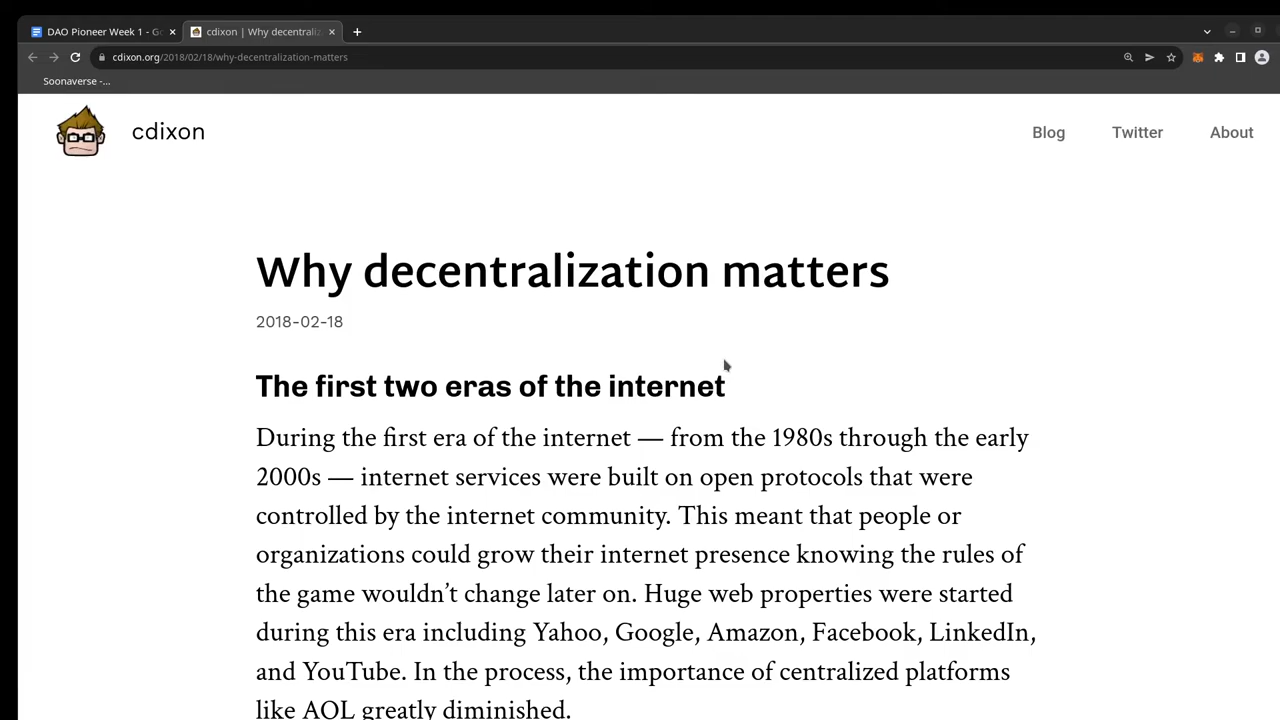 DAO Pioneer Week 1 - Go
cdixon | Why decentraliz
cdixon.org/2018/02/18/why-decentralization-matters
Soonaverse -...
cdixon
Blog
Twitter
About
Why decentralization matters
2018-02-18
The first two eras of the internet
During the first era of the internet — from the 1980s through the early
2000s — internet services were built on open protocols that were
controlled by the internet community. This meant that people or
organizations could grow their internet presence knowing the rules of
the game wouldn’t change later on. Huge web properties were started
during this era including Yahoo, Google, Amazon, Facebook, LinkedIn,
and YouTube. In the process, the importance of centralized platforms
like AOL greatly diminished.